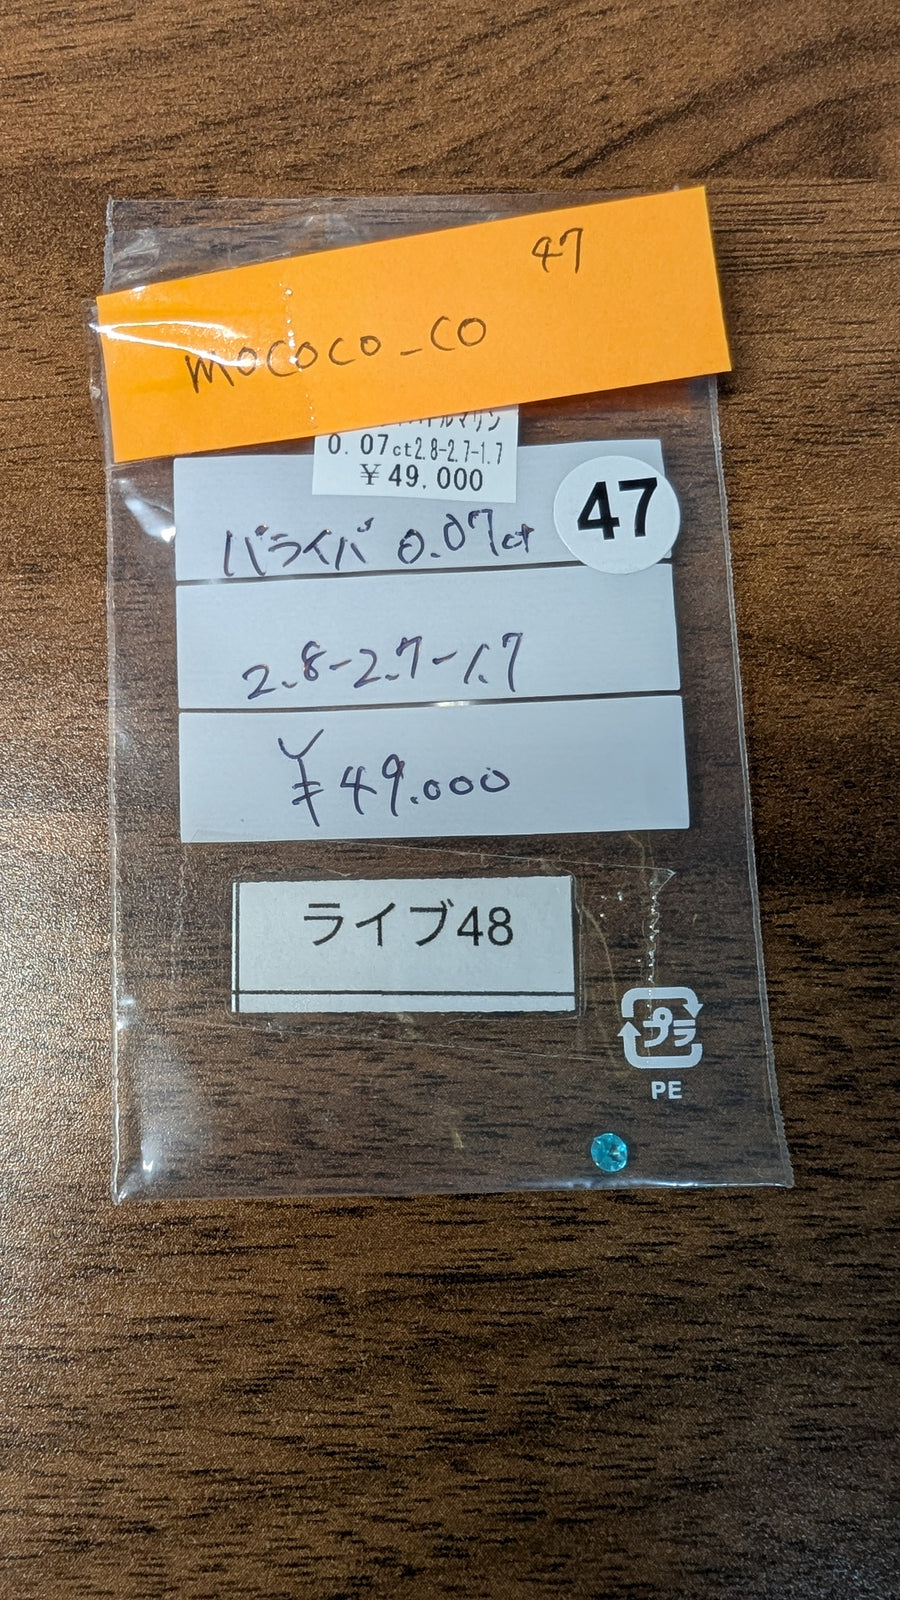 47
mococo_co
0.07ct2.8-2.7-1.7
¥49.000
47
パライバ 0.07ct
2.8-2.7-1.7
¥49.000
ライブ48
プラ
PE